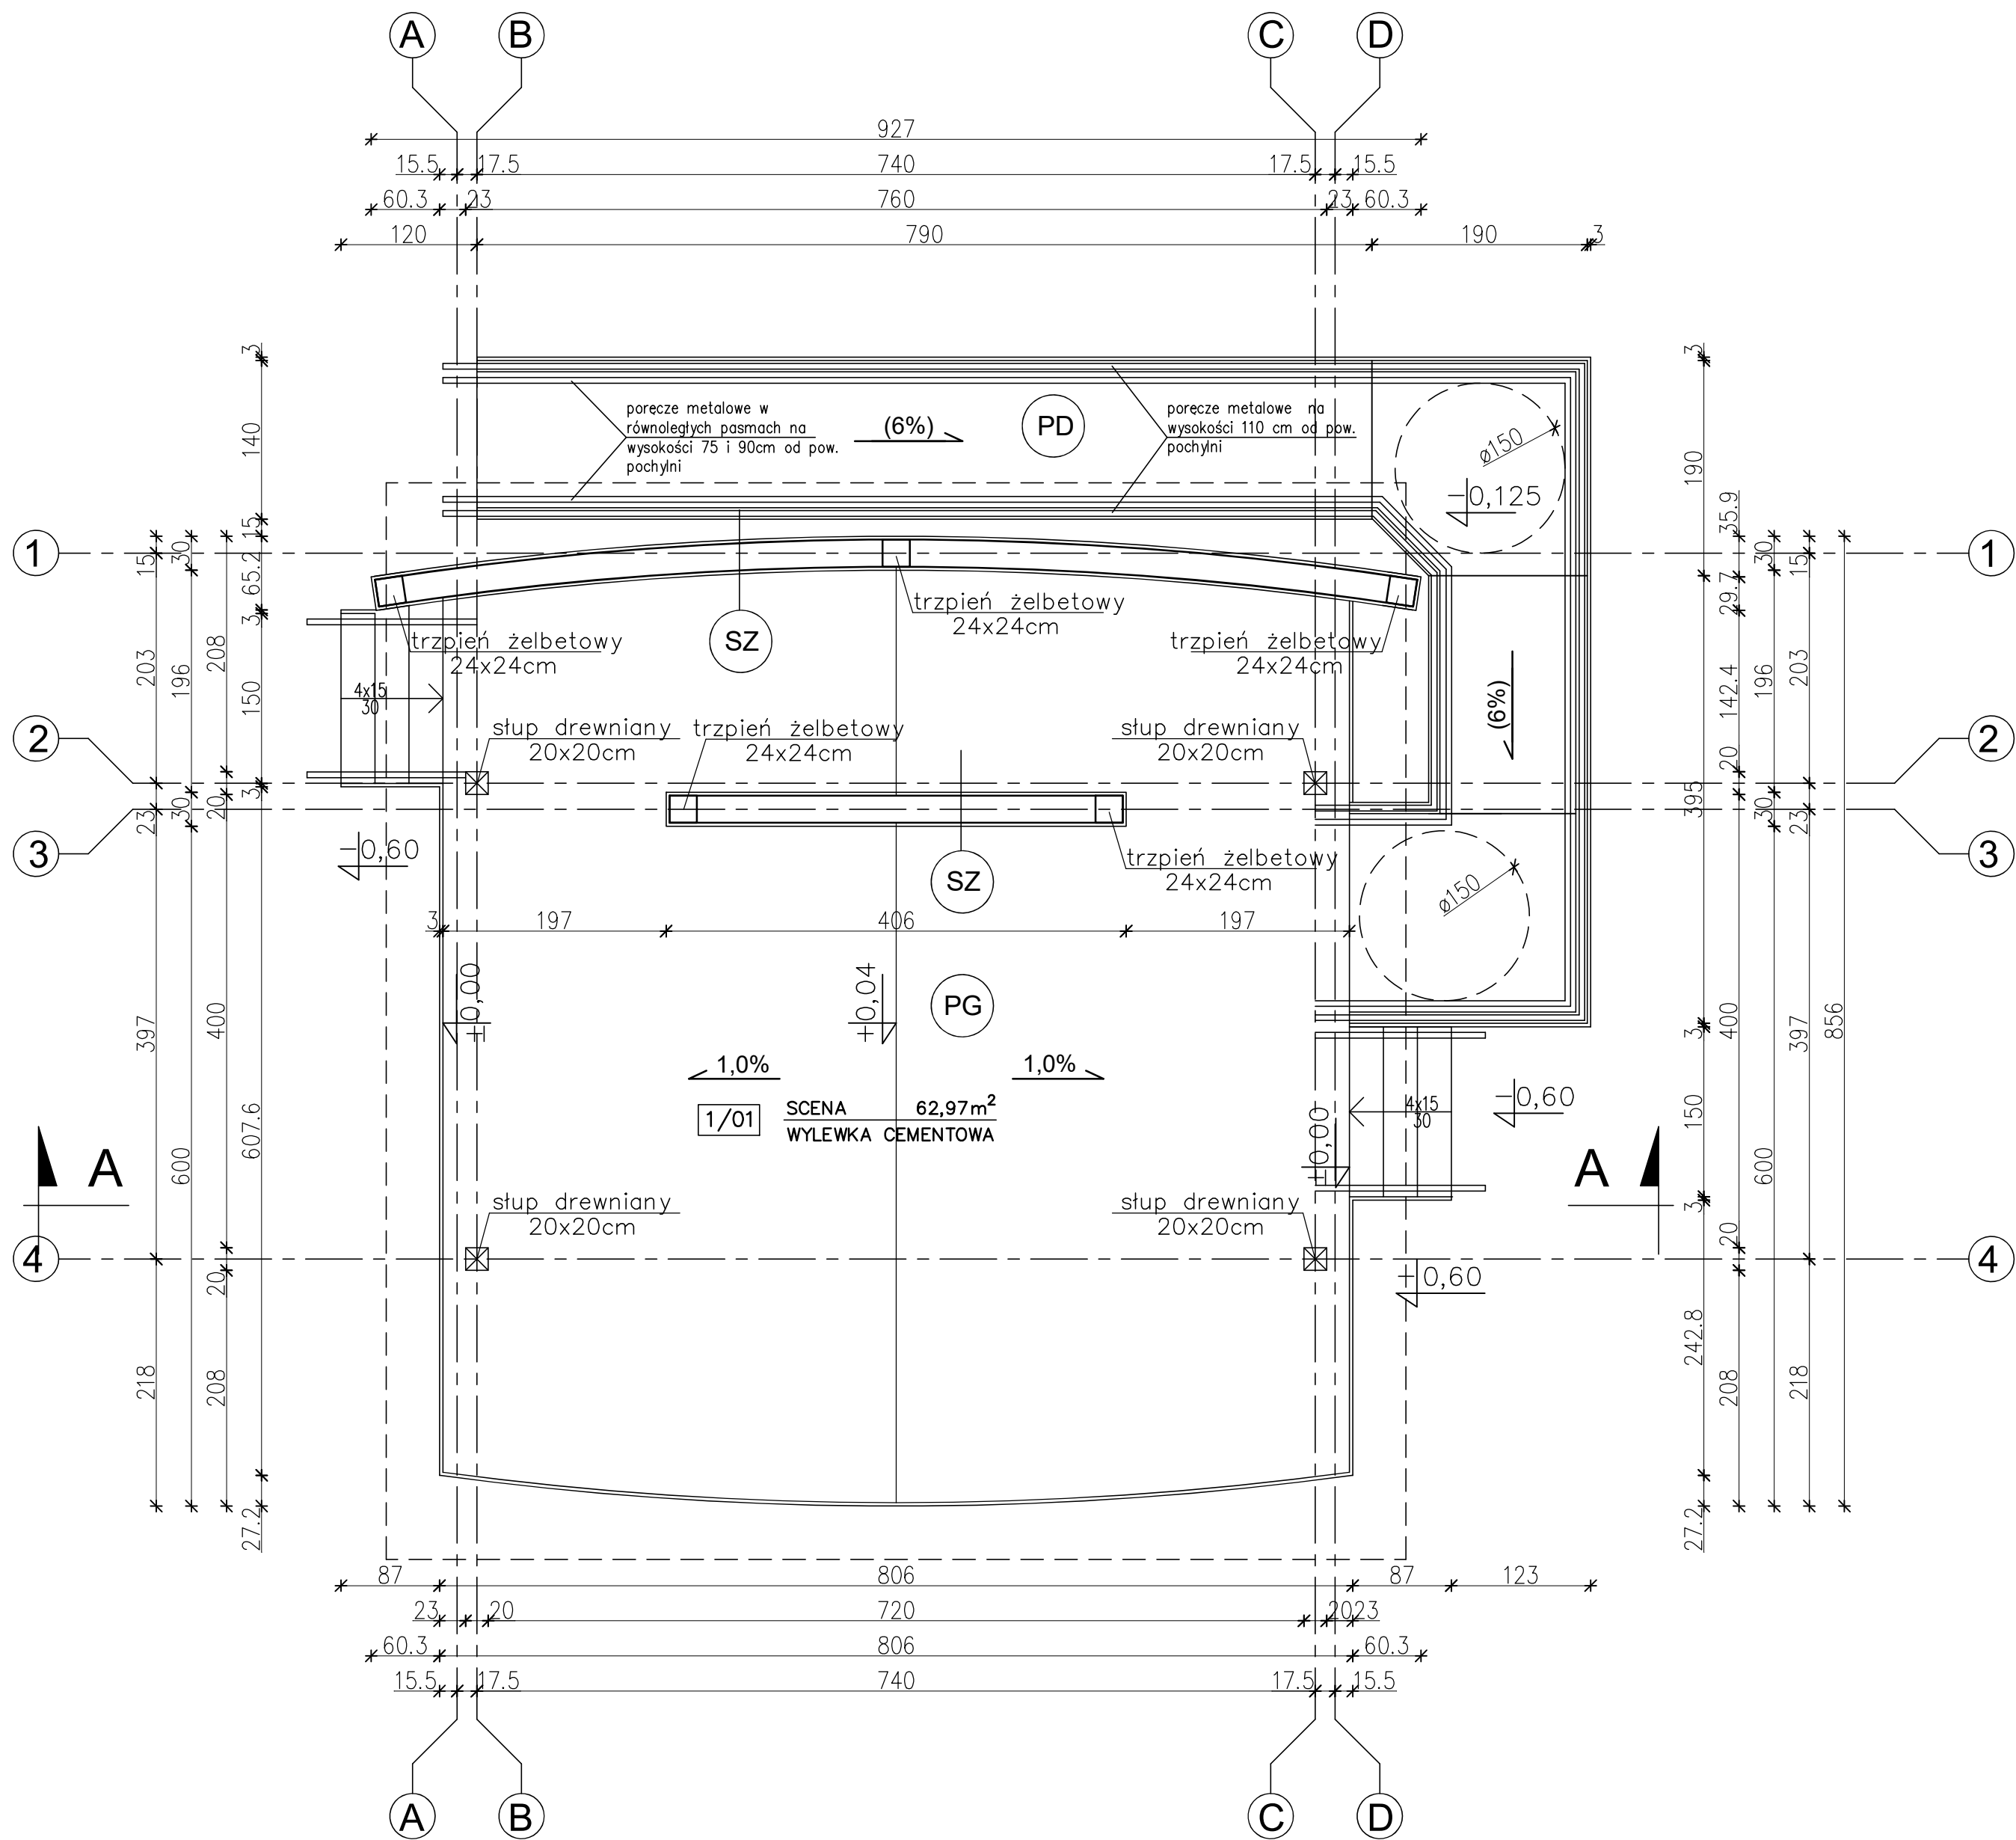 A B C D
927
15.5 17.5 740 17.5 15.5
60.3 23 760 23 60.3
120 790 190 3
poręcze metalowe w
równoległych pasmach na
wysokości 75 i 90cm od pow.
pochylni
(6%)
PD
poręcze metalowe na
wysokości 110 cm od pow.
pochylni
ø150
-0,125
1
1
trzpień żelbetowy
24x24cm
trzpień żelbetowy
24x24cm
trzpień żelbetowy
24x24cm
SZ
4x15
30
(6%)
słup drewniany
20x20cm
trzpień żelbetowy
24x24cm
słup drewniany
20x20cm
2
2
3
3
-0,60
SZ
trzpień żelbetowy
24x24cm
ø150
3 197 406 197
±0,00
+0,04
PG
1,0%
1,0%
1/01
SCENA 62,97m²
WYLEWKA CEMENTOWA
±0,00
4x15
30
-0,60
A
A
słup drewniany
20x20cm
słup drewniany
20x20cm
4
4
-0,60
15 203 23 397 218
30 196 30 600
208 20 400 20 208
3 140 15 65.2 3 150 3 607.6 27.2
3 190 395 3 150 3 242.8 27.2
35.9 29.7 142.4 20 400 20 208
30 196 30 600
15 203 23 397 218
856
87 806 87 123
23 20 720 20 23
60.3 806 60.3
15.5 17.5 740 17.5 15.5
A B C D